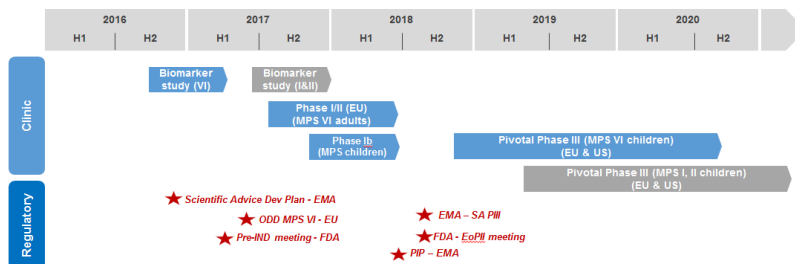 2016 2017 2018 2019 2020
H1 H2 H1 H2 H1 H2 H1 H2 H1 H2
Clinic
Biomarker
study (VI)
Biomarker
study (I&II)
Phase I/II (EU)
(MPS VI adults)
Phase Ib
(MPS children)
Pivotal Phase III (MPS VI children)
(EU & US)
Pivotal Phase III (MPS I, II children)
(EU & US)
Regulatory
Scientific Advice Dev Plan - EMA
ODD MPS VI - EU
Pre-IND meeting - FDA
EMA – SA PIII
FDA - EoPII meeting
PIP – EMA